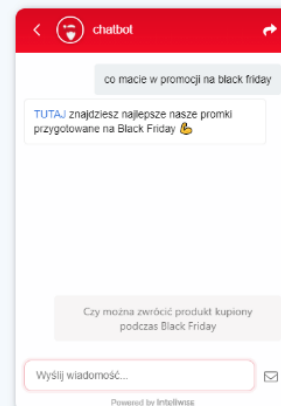 chatbot
co macie w promocji na black friday
TUTAJ znajdziesz najlepsze nasze promki
przygotowane na Black Friday 💪
Czy można zwrócić produkt kupiony
podczas Black Friday
Wyślij wiadomość...
Powered by Intelliwise